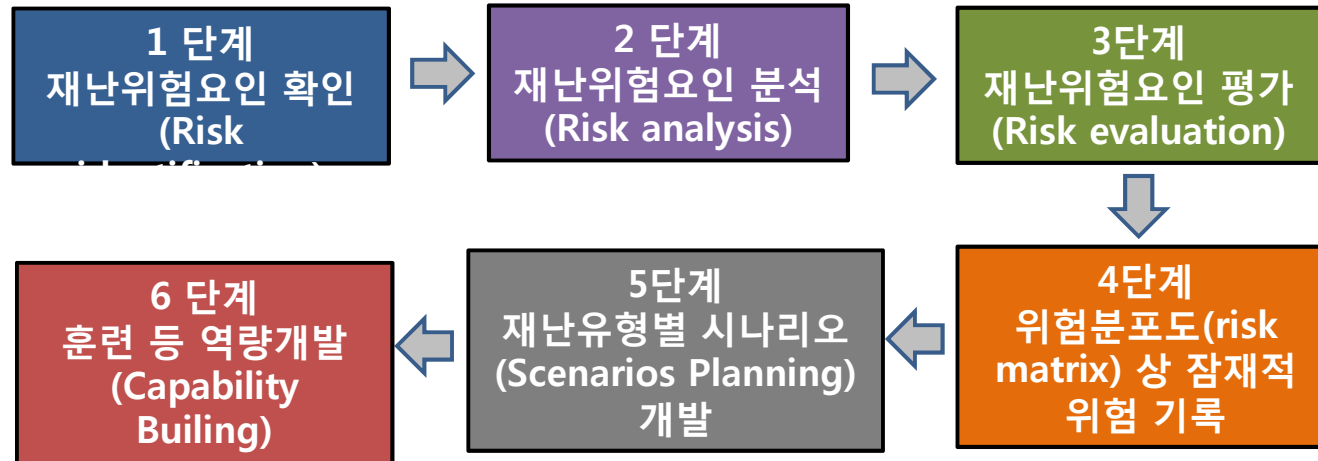 1 단계
재난위험요인 확인
(Risk
2 단계
재난위험요인 분석
(Risk analysis)
3단계
재난위험요인 평가
(Risk evaluation)
4단계
위험분포도(risk
matrix) 상 잠재적
위험 기록
5단계
재난유형별 시나리오
(Scenarios Planning)
개발
6 단계
훈련 등 역량개발
(Capability
Builing)